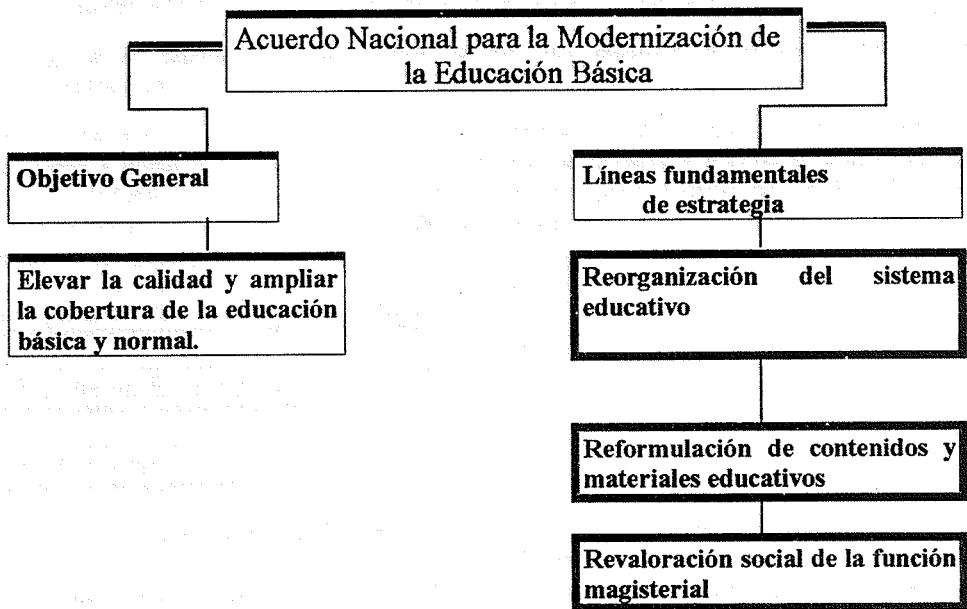 Acuerdo Nacional para la Modernización de
la Educación Básica
Objetivo General
Elevar la calidad y ampliar
la cobertura de la educación
básica y normal.
Líneas fundamentales
de estrategia
Reorganización del sistema
educativo
Reformulación de contenidos y
materiales educativos
Revaloración social de la función
magisterial